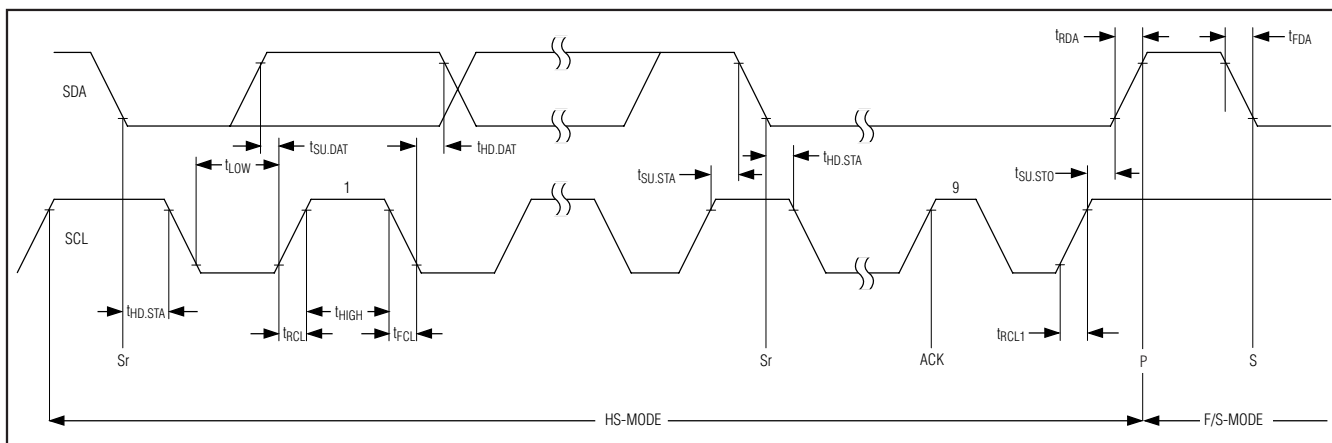 tRDA
tFDA
SDA
tLOW
tSU.DAT
tHD.DAT
tSU.STA
tHD.STA
tSU.STO
1
9
SCL
tHD.STA
tRCL
tHIGH
tFCL
tRCL1
Sr
Sr
ACK
P
S
HS-MODE
F/S-MODE